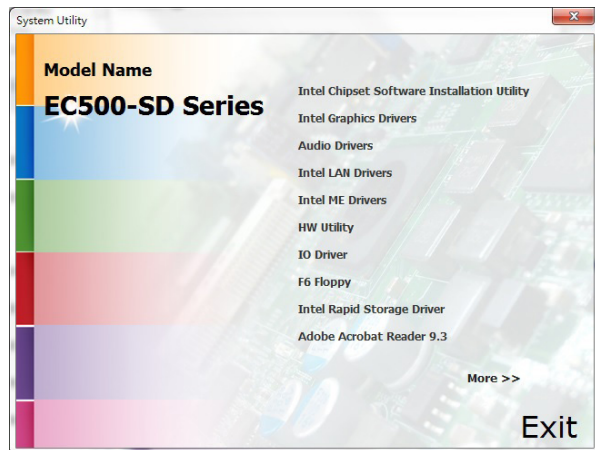 System Utility
Model Name
EC500-SD Series
Intel Chipset Software Installation Utility
Intel Graphics Drivers
Audio Drivers
Intel LAN Drivers
Intel ME Drivers
HW Utility
IO Driver
F6 Floppy
Intel Rapid Storage Driver
Adobe Acrobat Reader 9.3
More >>
Exit